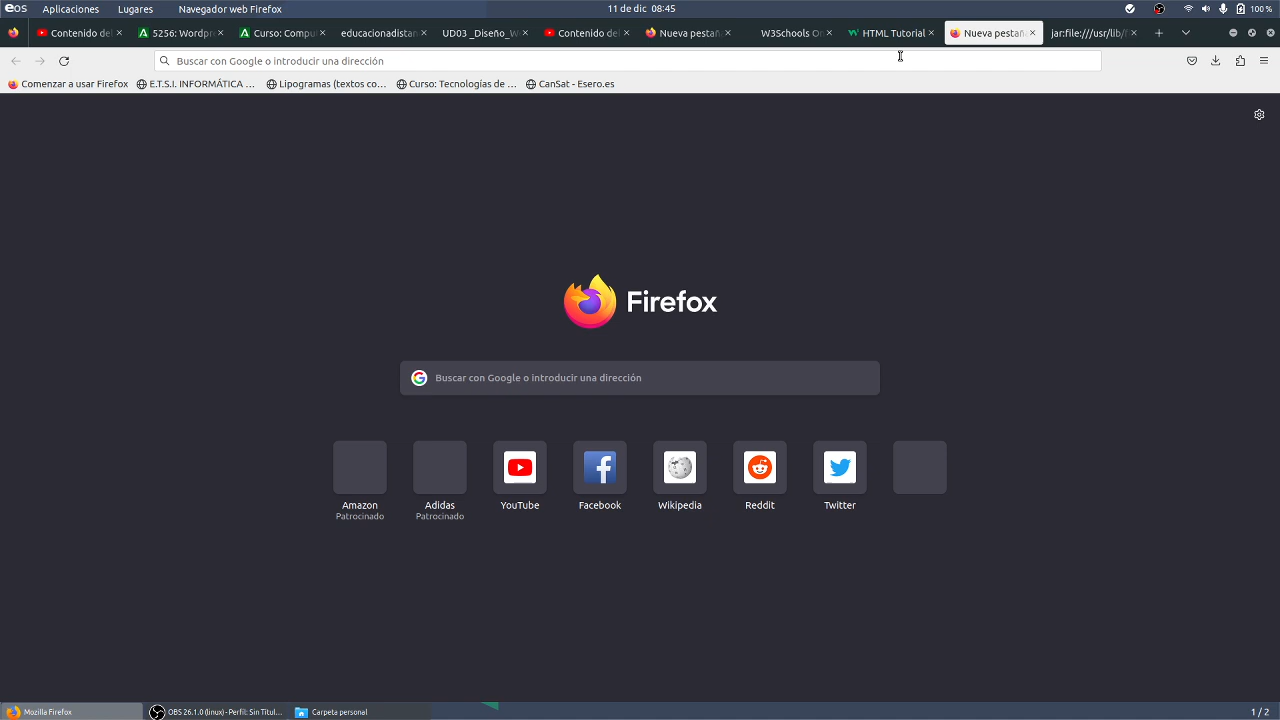 eos Aplicaciones Lugares Navegador web Firefox 11 de dic 08:45 100 %
Contenido del 5256: Wordpr Curso: Compu educacionadistan UD03 _Diseño_W Contenido del Nueva pestañ W3Schools On HTML Tutorial Nueva pestañ jar:file:///usr/lib/
Buscar con Google o introducir una dirección
Comenzar a usar Firefox E.T.S.I. INFORMÁTICA ... Lipogramas (textos co... Curso: Tecnologías de ... CanSat - Esero.es
Firefox
Buscar con Google o introducir una dirección
Amazon Adidas YouTube Facebook Wikipedia Reddit Twitter
Patrocinado Patrocinado
Mozilla Firefox OBS 26.1.0 (linux) - Perfil: Sin Títul... Carpeta personal 1 / 2